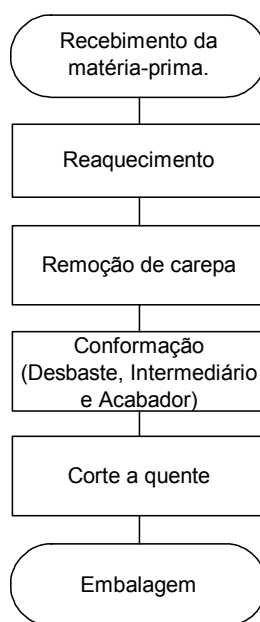 Recebimento da
matéria-prima.
Reaquecimento
Remoção de carepa
Conformação
(Desbaste, Intermediário
e Acabador)
Corte a quente
Embalagem